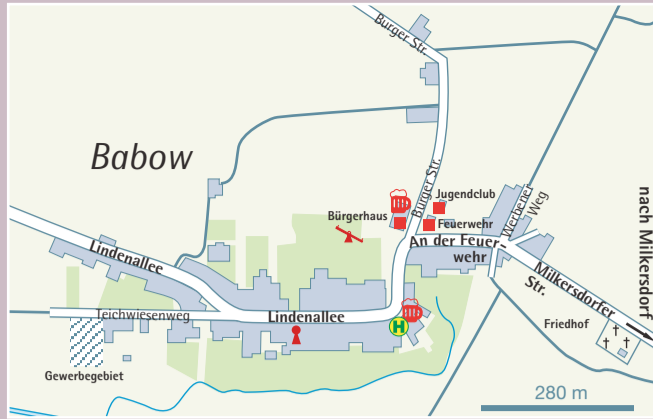 Burger Str.
Babow
Burger Str.
Jugendclub
Bürgerhaus
Feuerwehr
Werbener
Weg
nach Milkersdorf
An der Feuer-
wehr
Lindenallee
Milkersdorfer
Str.
Teichwiesenweg
Lindenallee
H
Friedhof
Gewerbegebiet
280 m